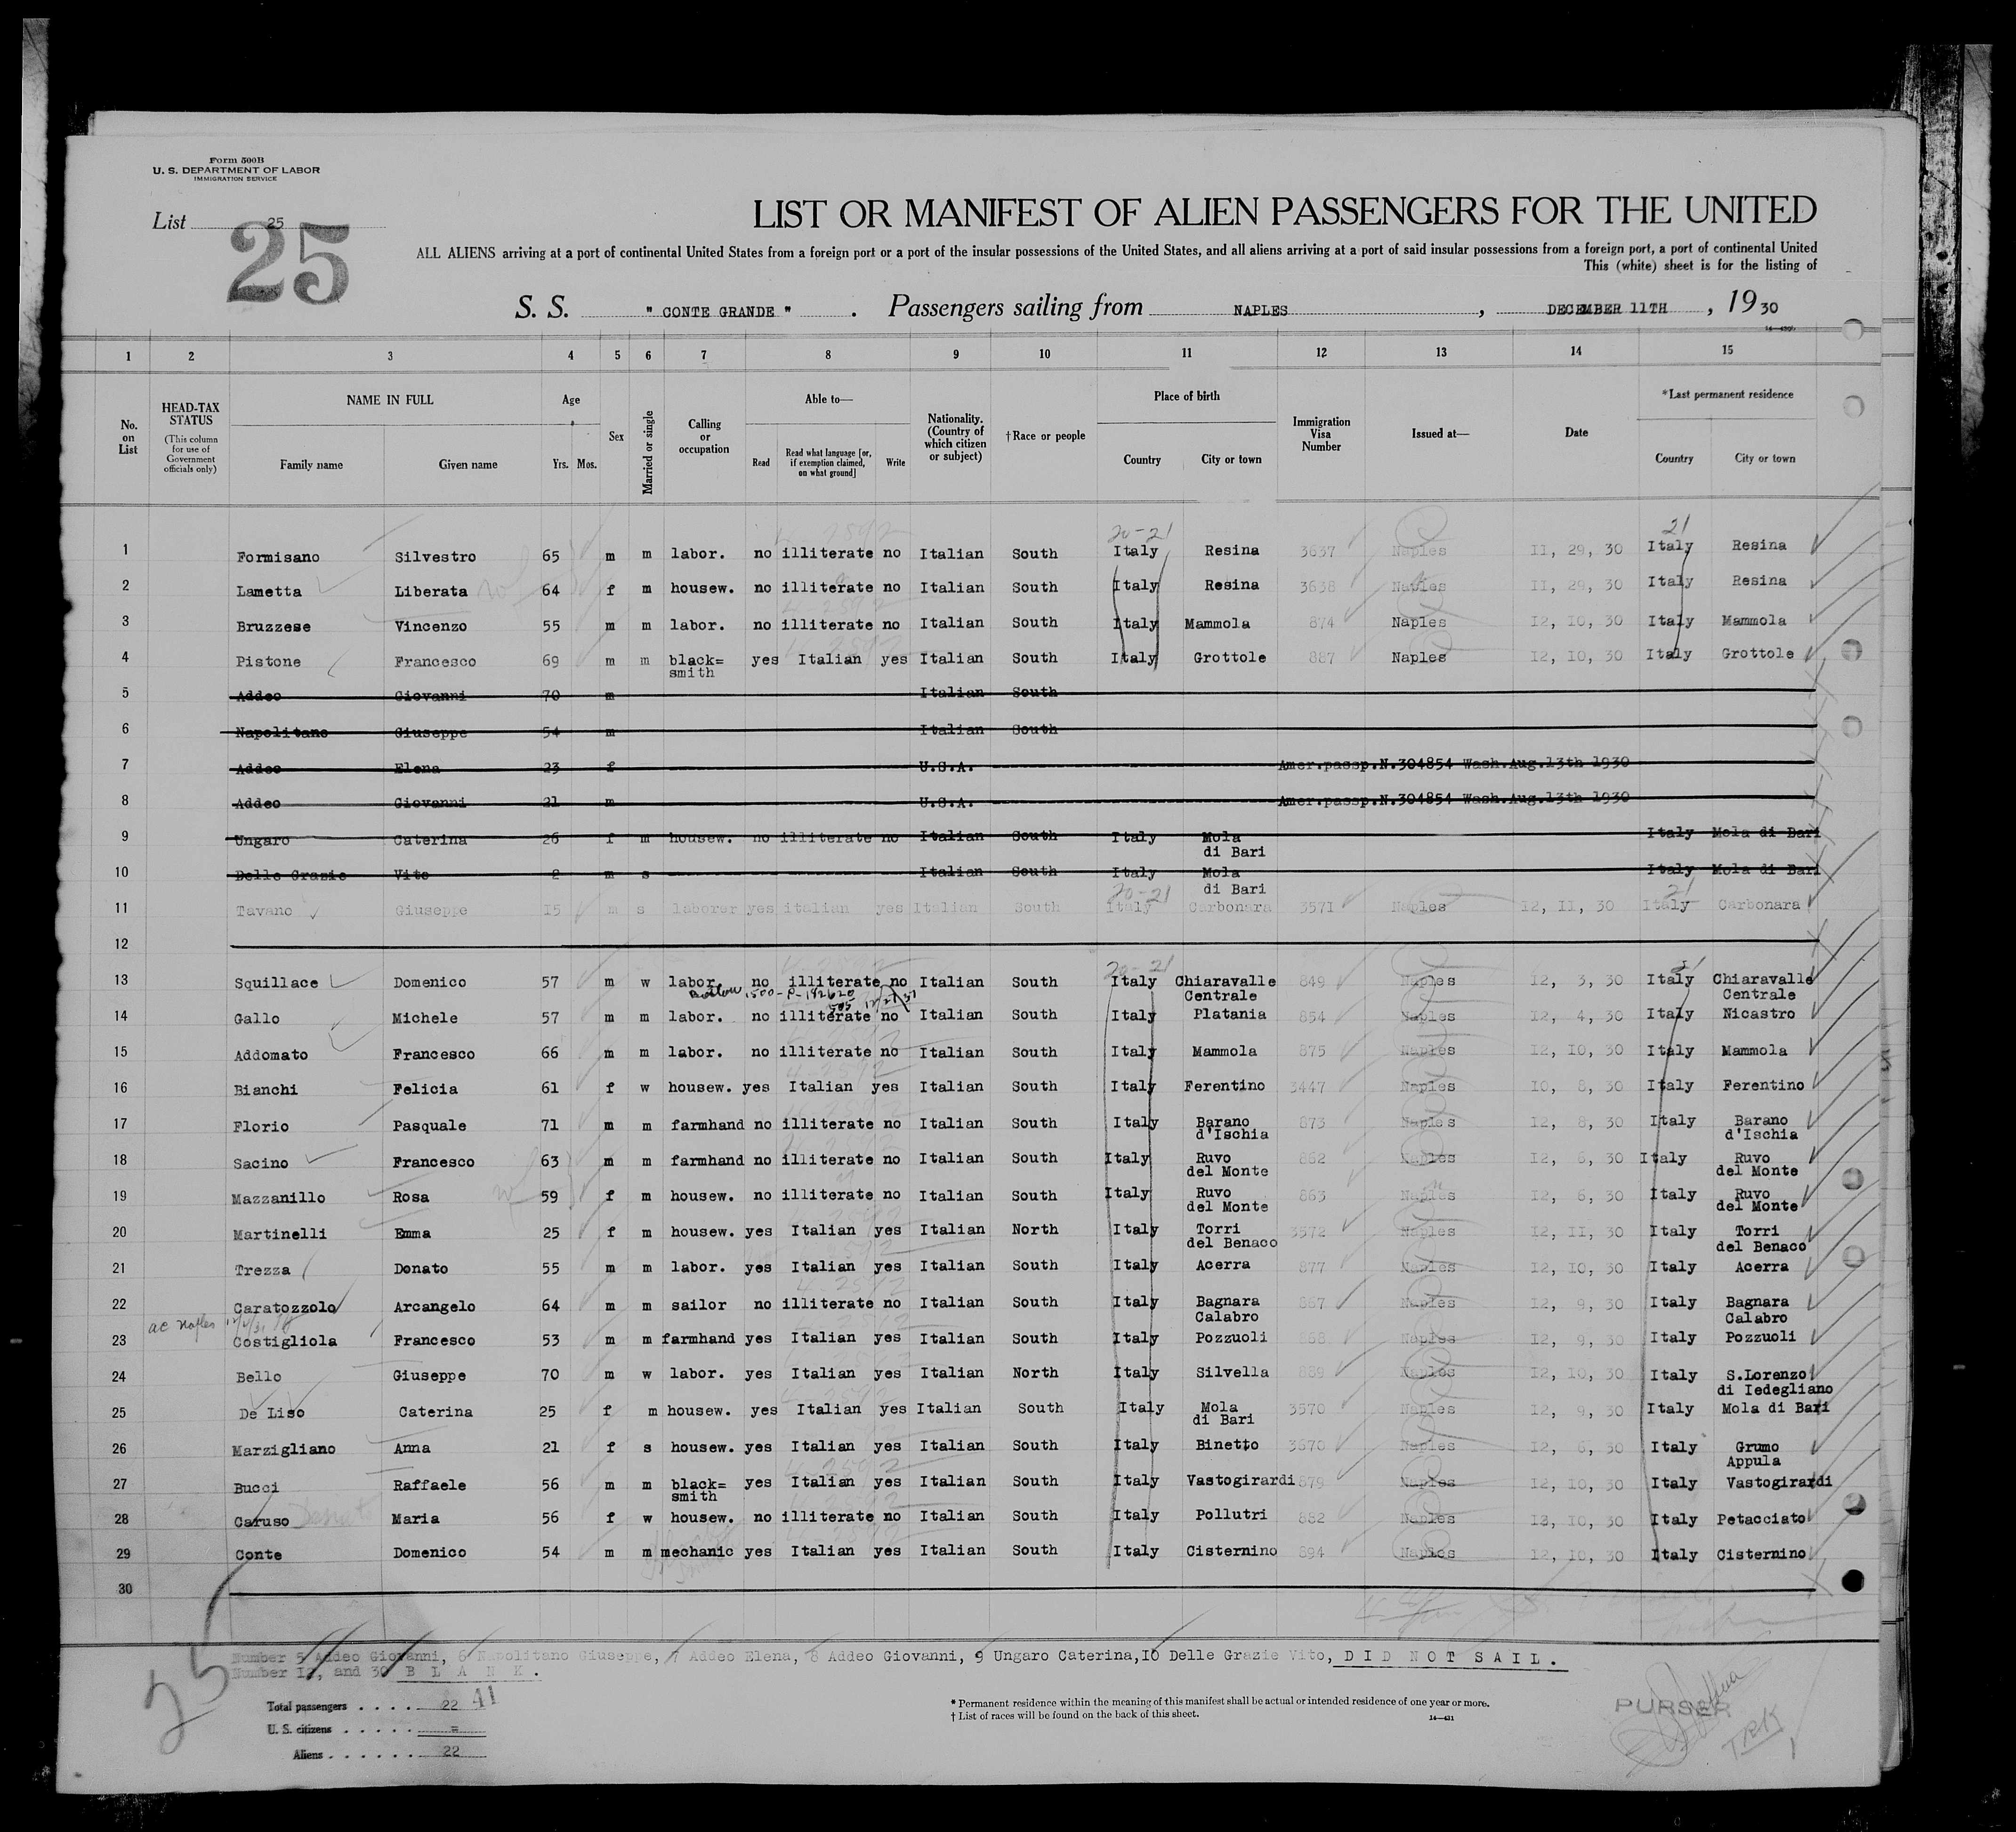 Form 500B
U. S. DEPARTMENT OF LABOR
IMMIGRATION SERVICE
List 25
25
LIST OR MANIFEST OF ALIEN PASSENGERS FOR THE UNITED
ALL ALIENS arriving at a port of continental United States from a foreign port or a port of the insular possessions of the United States, and all aliens arriving at a port of said insular possessions from a foreign port, a port of continental United
This (white) sheet is for the listing of
S. S. " CONTE GRANDE " . Passengers sailing from NAPLES , DECEMBER 11TH , 19 30
1 2 3 4 5 6 7 8 9 10 11 12 13 14 15
No. on List
HEAD-TAX STATUS (This column for use of Government officials only)
NAME IN FULL
Family name Given name
Age
Yrs. Mos.
Sex
Married or single
Calling or occupation
Able to—
Read
Read what language [or, if exemption claimed, on what ground]
Write
Nationality. (Country of which citizen or subject)
†Race or people
Place of birth
Country City or town
Immigration Visa Number
Issued at—
Date
*Last permanent residence
Country City or town
20-21 21
1 Formisano Silvestro 65 m m labor. no illiterate no Italian South Italy Resina 3637 Naples 11, 29, 30 Italy Resina
2 Lametta Liberata 64 f m housew. no illiterate no Italian South Italy Resina 3638 Naples 11, 29, 30 Italy Resina
3 Bruzzese Vincenzo 55 m m labor. no illiterate no Italian South Italy Mammola 874 Naples 12, 10, 30 Italy Mammola
4 Pistone Francesco 69 m m black= smith yes Italian yes Italian South Italy Grottole 887 Naples 12, 10, 30 Italy Grottole
5 Addeo Giovanni 70 m Italian South
6 Napolitano Giuseppe 54 m Italian South
7 Addeo Elena 23 f U.S.A. Amer.passp.N.304854 Wash.Aug.13th 1930
8 Addeo Giovanni 21 m U.S.A. Amer.passp.N.304854 Wash.Aug.13th 1930
9 Ungaro Caterina 26 f m housew. no illiterate no Italian South Italy Mola di Bari Italy Mola di Bari
10 Delle Grazie Vito 2 m s Italian South Italy Mola di Bari Italy Mola di Bari
20-21 21
11 Tavano Giuseppe 15 m s laborer yes italian yes Italian South Italy Carbonara 3571 Naples 12, 11, 30 Italy Carbonara
12
20-21 21
13 Squillace Domenico 57 m w labor. no illiterate no Italian South Italy Chiaravalle Centrale 849 Naples 12, 3, 30 Italy Chiaravalle Centrale
14 Gallo Michele 57 m m labor. no illiterate no Italian South Italy Platania 854 Naples 12, 4, 30 Italy Nicastro
15 Addomato Francesco 66 m m labor. no illiterate no Italian South Italy Mammola 875 Naples 12, 10, 30 Italy Mammola
16 Bianchi Felicia 61 f w housew. yes Italian yes Italian South Italy Ferentino 3447 Naples 10, 8, 30 Italy Ferentino
17 Florio Pasquale 71 m m farmhand no illiterate no Italian South Italy Barano d'Ischia 873 Naples 12, 8, 30 Italy Barano d'Ischia
18 Sacino Francesco 63 m m farmhand no illiterate no Italian South Italy Ruvo del Monte 862 Naples 12, 6, 30 Italy Ruvo del Monte
19 Mazzanillo Rosa 59 f m housew. no illiterate no Italian South Italy Ruvo del Monte 863 Naples 12, 6, 30 Italy Ruvo del Monte
20 Martinelli Emma 25 f m housew. yes Italian yes Italian North Italy Torri del Benaco 3572 Naples 12, 11, 30 Italy Torri del Benaco
21 Trezza Donato 55 m m labor. yes Italian yes Italian South Italy Acerra 877 Naples 12, 10, 30 Italy Acerra
22 Caratozzolo Arcangelo 64 m m sailor no illiterate no Italian South Italy Bagnara Calabro 867 Naples 12, 9, 30 Italy Bagnara Calabro
ac Naples
23 Costigliola Francesco 53 m m farmhand yes Italian yes Italian South Italy Pozzuoli 868 Naples 12, 9, 30 Italy Pozzuoli
24 Bello Giuseppe 70 m w labor. yes Italian yes Italian North Italy Silvella 889 Naples 12, 10, 30 Italy S.Lorenzo di Iedegliano
25 De Liso Caterina 25 f m housew. yes Italian yes Italian South Italy Mola di Bari 3570 Naples 12, 9, 30 Italy Mola di Bari
26 Marzigliano Anna 21 f s housew. yes Italian yes Italian South Italy Binetto 3670 Naples 12, 6, 30 Italy Grumo Appula
27 Bucci Raffaele 56 m m black= smith yes Italian yes Italian South Italy Vastogirardi 879 Naples 12, 10, 30 Italy Vastogirardi
28 Caruso Maria 56 f w housew. no illiterate no Italian South Italy Pollutri 882 Naples 12, 10, 30 Italy Petacciato
29 Conte Domenico 54 m m mechanic yes Italian yes Italian South Italy Cisternino 894 Naples 12, 10, 30 Italy Cisternino
30
25
Number 5 Addeo Giovanni, 6 Napolitano Giuseppe, 7 Addeo Elena, 8 Addeo Giovanni, 9 Ungaro Caterina,10 Delle Grazie Vito, D I D N O T S A I L .
Number 12, and 30 B L A N K .
Total passengers . . . . 22 41
U. S. citizens . . . . . =
Aliens . . . . . . 22
* Permanent residence within the meaning of this manifest shall be actual or intended residence of one year or more.
† List of races will be found on the back of this sheet.
14—431
PURSER